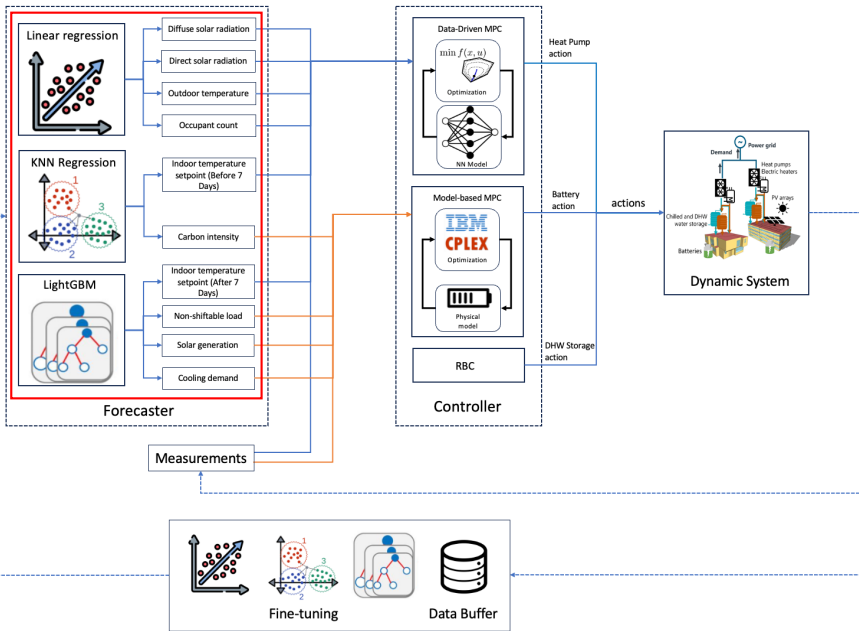 Linear regression
Diffuse solar radiation
Direct solar radiation
Outdoor temperature
Occupant count
KNN Regression
1
2
3
Indoor temperature
setpoint (Before 7
Days)
Carbon intensity
LightGBM
Indoor temperature
setpoint (After 7
Days)
Non-shiftable load
Solar generation
Cooling demand
Forecaster
Measurements
Data-Driven MPC
min f(x, u)
Optimization
NN Model
Model-based MPC
IBM
CPLEX
Optimization
Physical
model
RBC
Controller
Heat Pump
action
Battery
action
DHW Storage
action
actions
Power grid
Demand
Heat pumps
Electric heaters
PV arrays
Chilled and DHW
water storage
Batteries
Dynamic System
1
2
3
Fine-tuning
Data Buffer